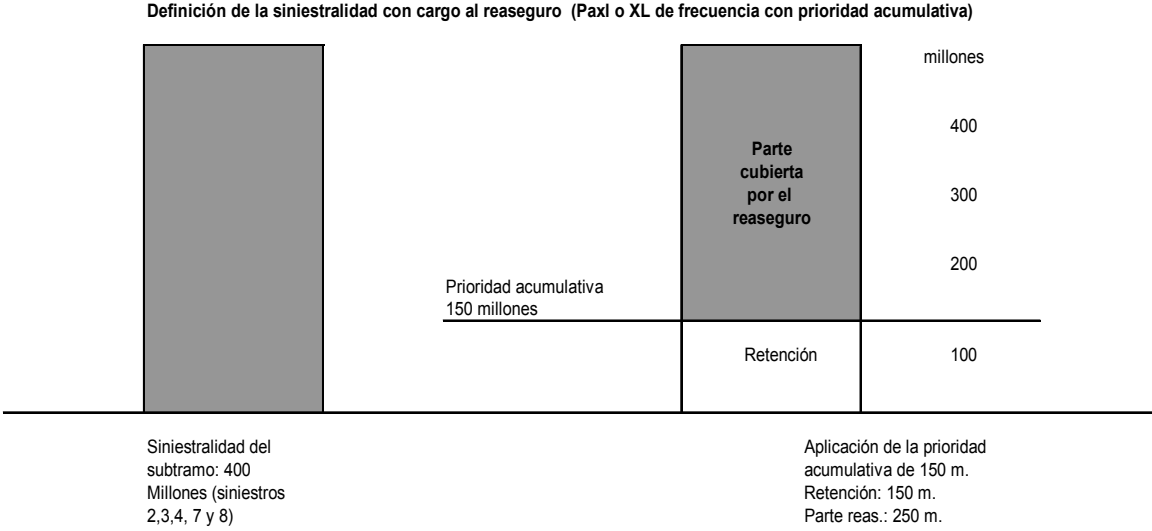 Definición de la siniestralidad con cargo al reaseguro (Paxl o XL de frecuencia con prioridad acumulativa)
millones
400
Parte
cubierta
por el
reaseguro
300
200
Prioridad acumulativa
150 millones
Retención
100
Siniestralidad del
subtramo: 400
Millones (siniestros
2,3,4, 7 y 8)
Aplicación de la prioridad
acumulativa de 150 m.
Retención: 150 m.
Parte reas.: 250 m.